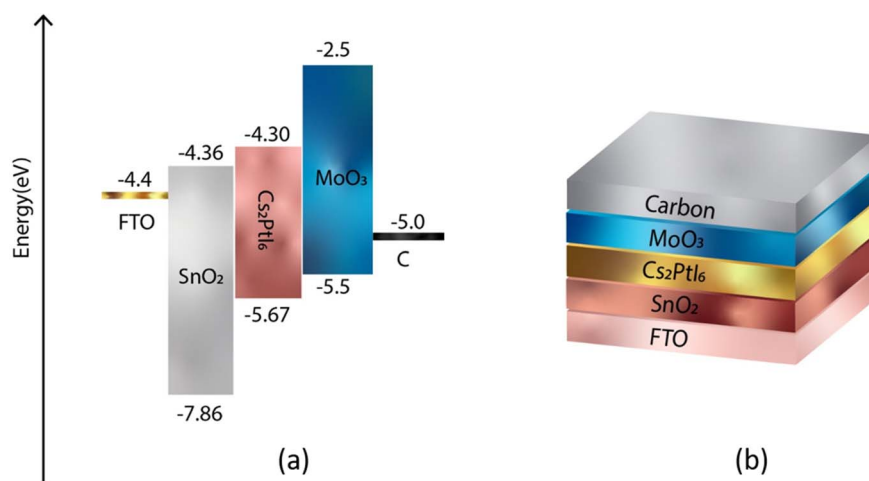 Energy(eV)
-4.4
FTO
-4.36
SnO₂
-7.86
-4.30
Cs₂PtI₆
-5.67
-2.5
MoO₃
-5.5
-5.0
C
(a)
Carbon
MoO₃
Cs₂PtI₆
SnO₂
FTO
(b)